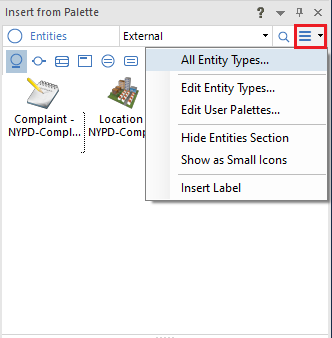 Insert from Palette
?
Entities
External
All Entity Types...
Edit Entity Types...
Edit User Palettes...
Hide Entities Section
Show as Small Icons
Insert Label
Complaint -
NYPD-Compl...
Location
NYPD-Com